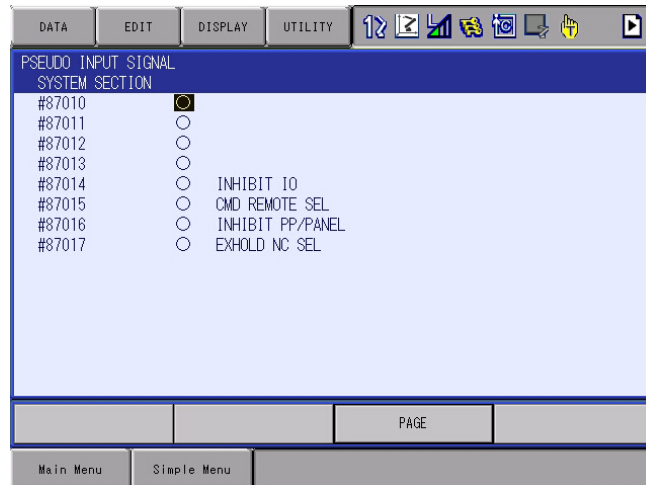 DATA EDIT DISPLAY UTILITY
PSEUDO INPUT SIGNAL
SYSTEM SECTION
#87010
#87011
#87012
#87013
#87014 INHIBIT IO
#87015 CMD REMOTE SEL
#87016 INHIBIT PP/PANEL
#87017 EXHOLD NC SEL
PAGE
Main Menu Simple Menu